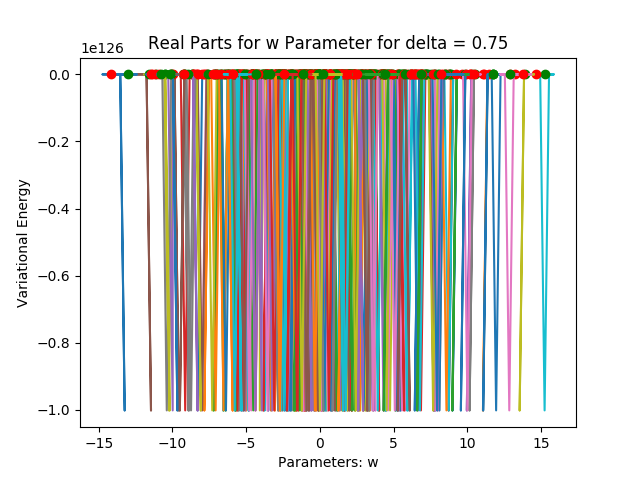 Real Parts for w Parameter for delta = 0.75
1e126
0.0
−0.2
−0.4
−0.6
−0.8
−1.0
Variational Energy
−15 −10 −5 0 5 10 15
Parameters: w